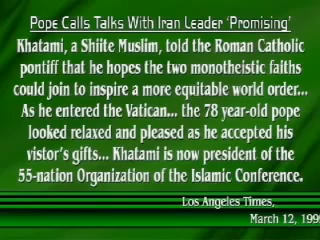 Pope Calls Talks With Iran Leader 'Promising'
Khatami, a Shiite Muslim, told the Roman Catholic
pontiff that he hopes the two monotheistic faiths
could join to inspire a more equitable world order...
As he entered the Vatican... the 78 year-old pope
looked relaxed and pleased as he accepted his
vistor's gifts... Khatami is now president of the
55-nation Organization of the Islamic Conference.
Los Angeles Times,
March 12, 199